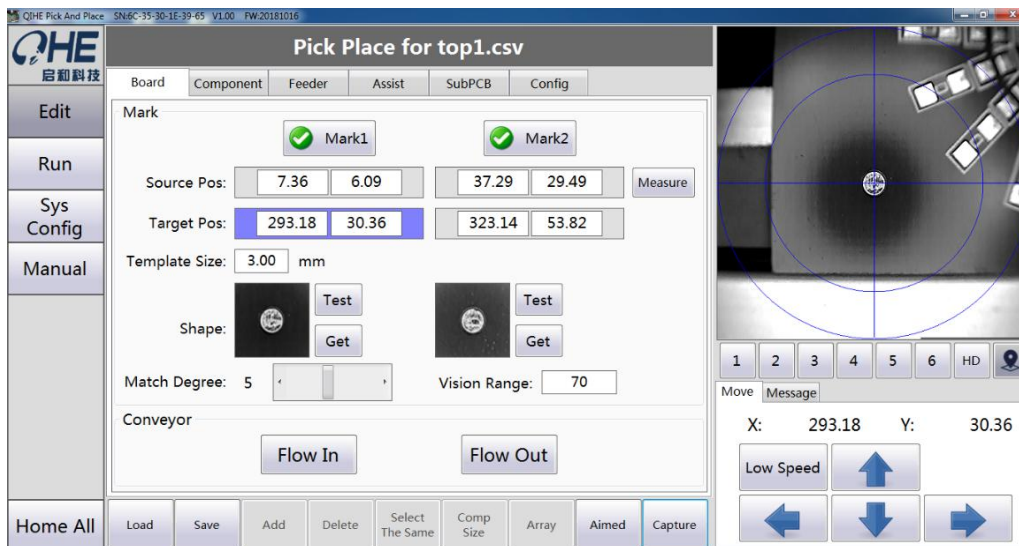 QIHE Pick And Place SN:6C-35-30-1E-39-65 V1.00 FW:20181016
QHE
启和科技
Edit
Run
Sys
Config
Manual
Home All
Pick Place for top1.csv
Board Component Feeder Assist SubPCB Config
Mark
Mark1 Mark2
Source Pos: 7.36 6.09 37.29 29.49 Measure
Target Pos: 293.18 30.36 323.14 53.82
Template Size: 3.00 mm
Shape: Test Get Test Get
Match Degree: 5 Vision Range: 70
Conveyor
Flow In Flow Out
Load Save Add Delete Select The Same Comp Size Array Aimed Capture
1 2 3 4 5 6 HD
Move Message
X: 293.18 Y: 30.36
Low Speed